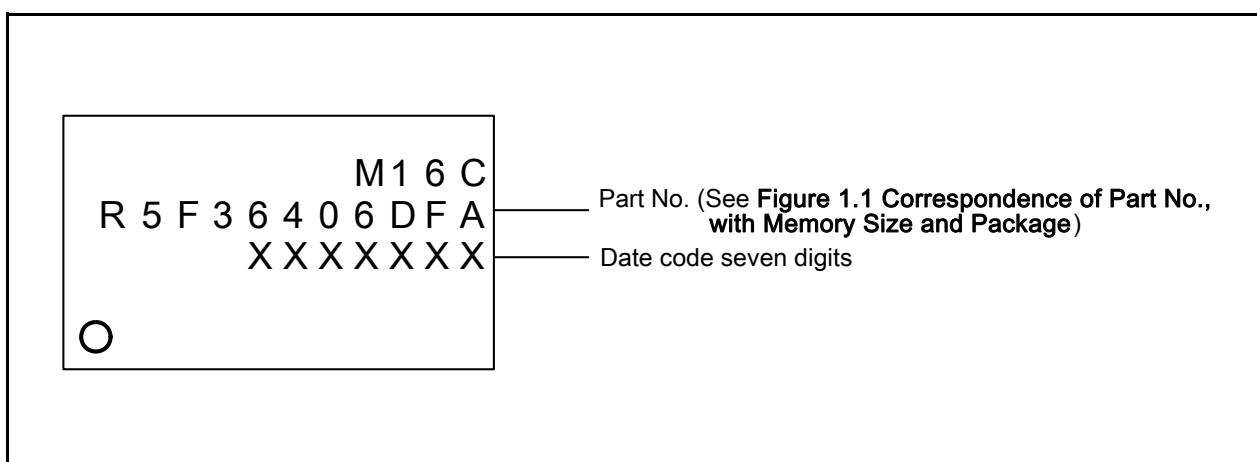 M16C
R5F36406DFA
XXXXXXX
Part No. (See Figure 1.1 Correspondence of Part No.,
with Memory Size and Package)
Date code seven digits